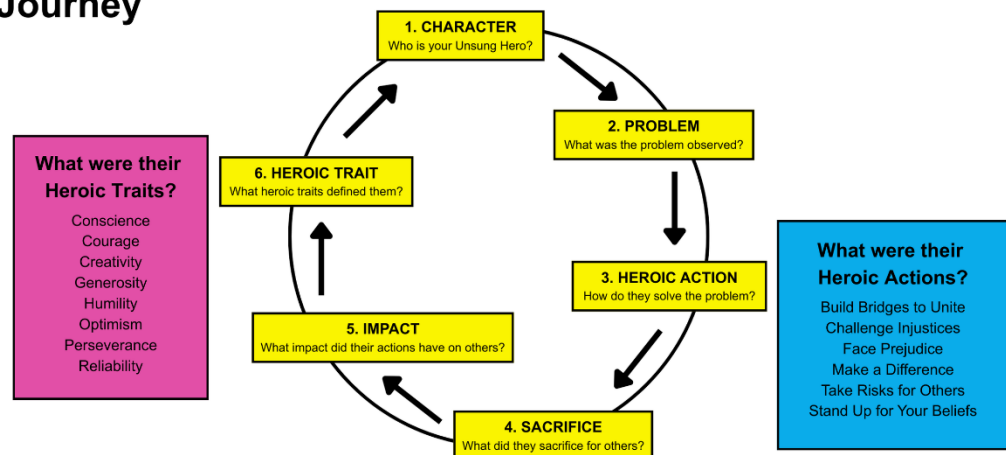 Journey
1. CHARACTER
Who is your Unsung Hero?
2. PROBLEM
What was the problem observed?
3. HEROIC ACTION
How do they solve the problem?
4. SACRIFICE
What did they sacrifice for others?
5. IMPACT
What impact did their actions have on others?
6. HEROIC TRAIT
What heroic traits defined them?
What were their
Heroic Traits?
Conscience
Courage
Creativity
Generosity
Humility
Optimism
Perseverance
Reliability
What were their
Heroic Actions?
Build Bridges to Unite
Challenge Injustices
Face Prejudice
Make a Difference
Take Risks for Others
Stand Up for Your Beliefs